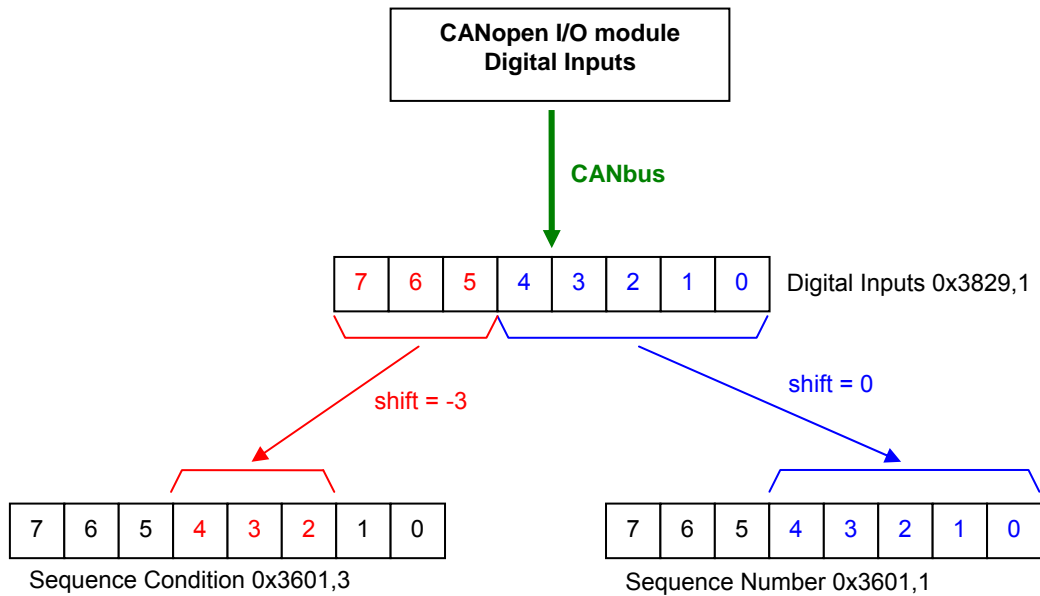 CANopen I/O module
Digital Inputs
CANbus
7 6 5 4 3 2 1 0 Digital Inputs 0x3829,1
shift = -3
shift = 0
7 6 5 4 3 2 1 0
7 6 5 4 3 2 1 0
Sequence Condition 0x3601,3
Sequence Number 0x3601,1